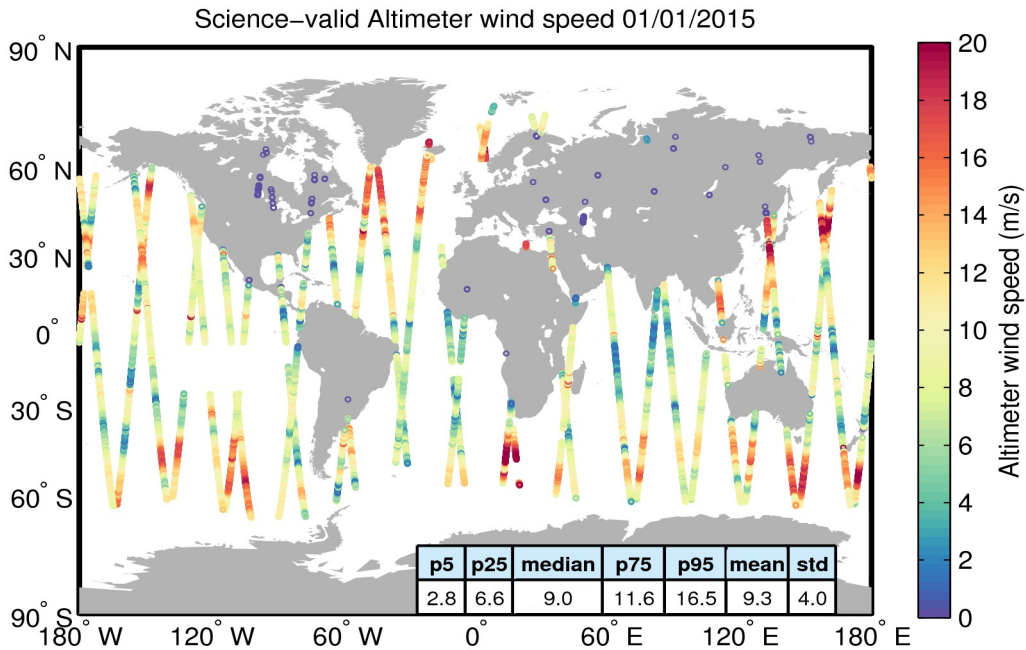 Science−valid Altimeter wind speed 01/01/2015
90° N
60° N
30° N
0°
30° S
60° S
90° S
180° W
120° W
60° W
0°
60° E
120° E
180° E
p5 p25 median p75 p95 mean std
2.8 6.6 9.0 11.6 16.5 9.3 4.0
20
18
16
14
12
10
8
6
4
2
0
Altimeter wind speed (m/s)